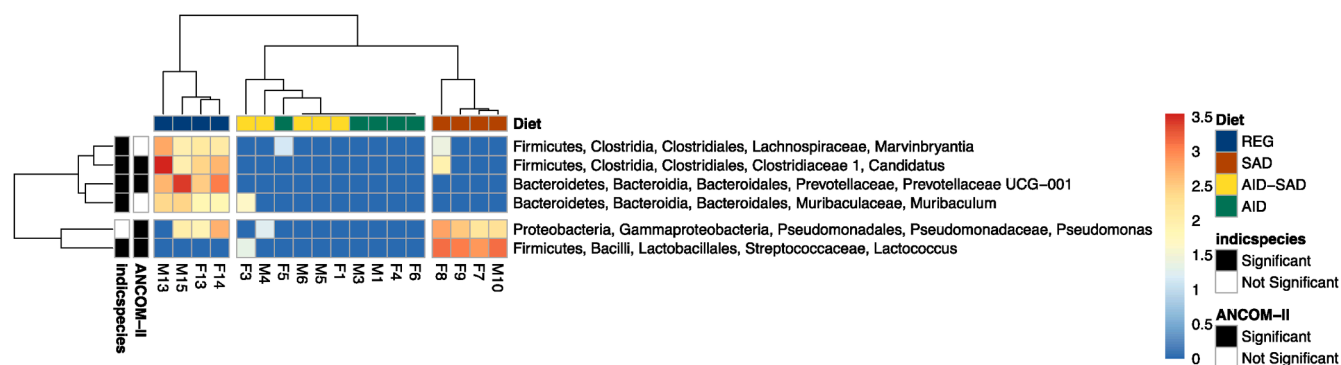 Diet
Firmicutes, Clostridia, Clostridiales, Lachnospiraceae, Marvinbryantia
Firmicutes, Clostridia, Clostridiales, Clostridiaceae 1, Candidatus
Bacteroidetes, Bacteroidia, Bacteroidales, Prevotellaceae, Prevotellaceae UCG−001
Bacteroidetes, Bacteroidia, Bacteroidales, Muribaculaceae, Muribaculum
Proteobacteria, Gammaproteobacteria, Pseudomonadales, Pseudomonadaceae, Pseudomonas
Firmicutes, Bacilli, Lactobacillales, Streptococcaceae, Lactococcus
indicspecies
ANCOM−II
M13
M15
F13
F14
F3
M4
F5
M6
M5
F1
M3
M1
F4
F6
F8
F9
F7
M10
3.5
3
2.5
2
1.5
1
0.5
0
Diet
REG
SAD
AID−SAD
AID
indicspecies
Significant
Not Significant
ANCOM−II
Significant
Not Significant